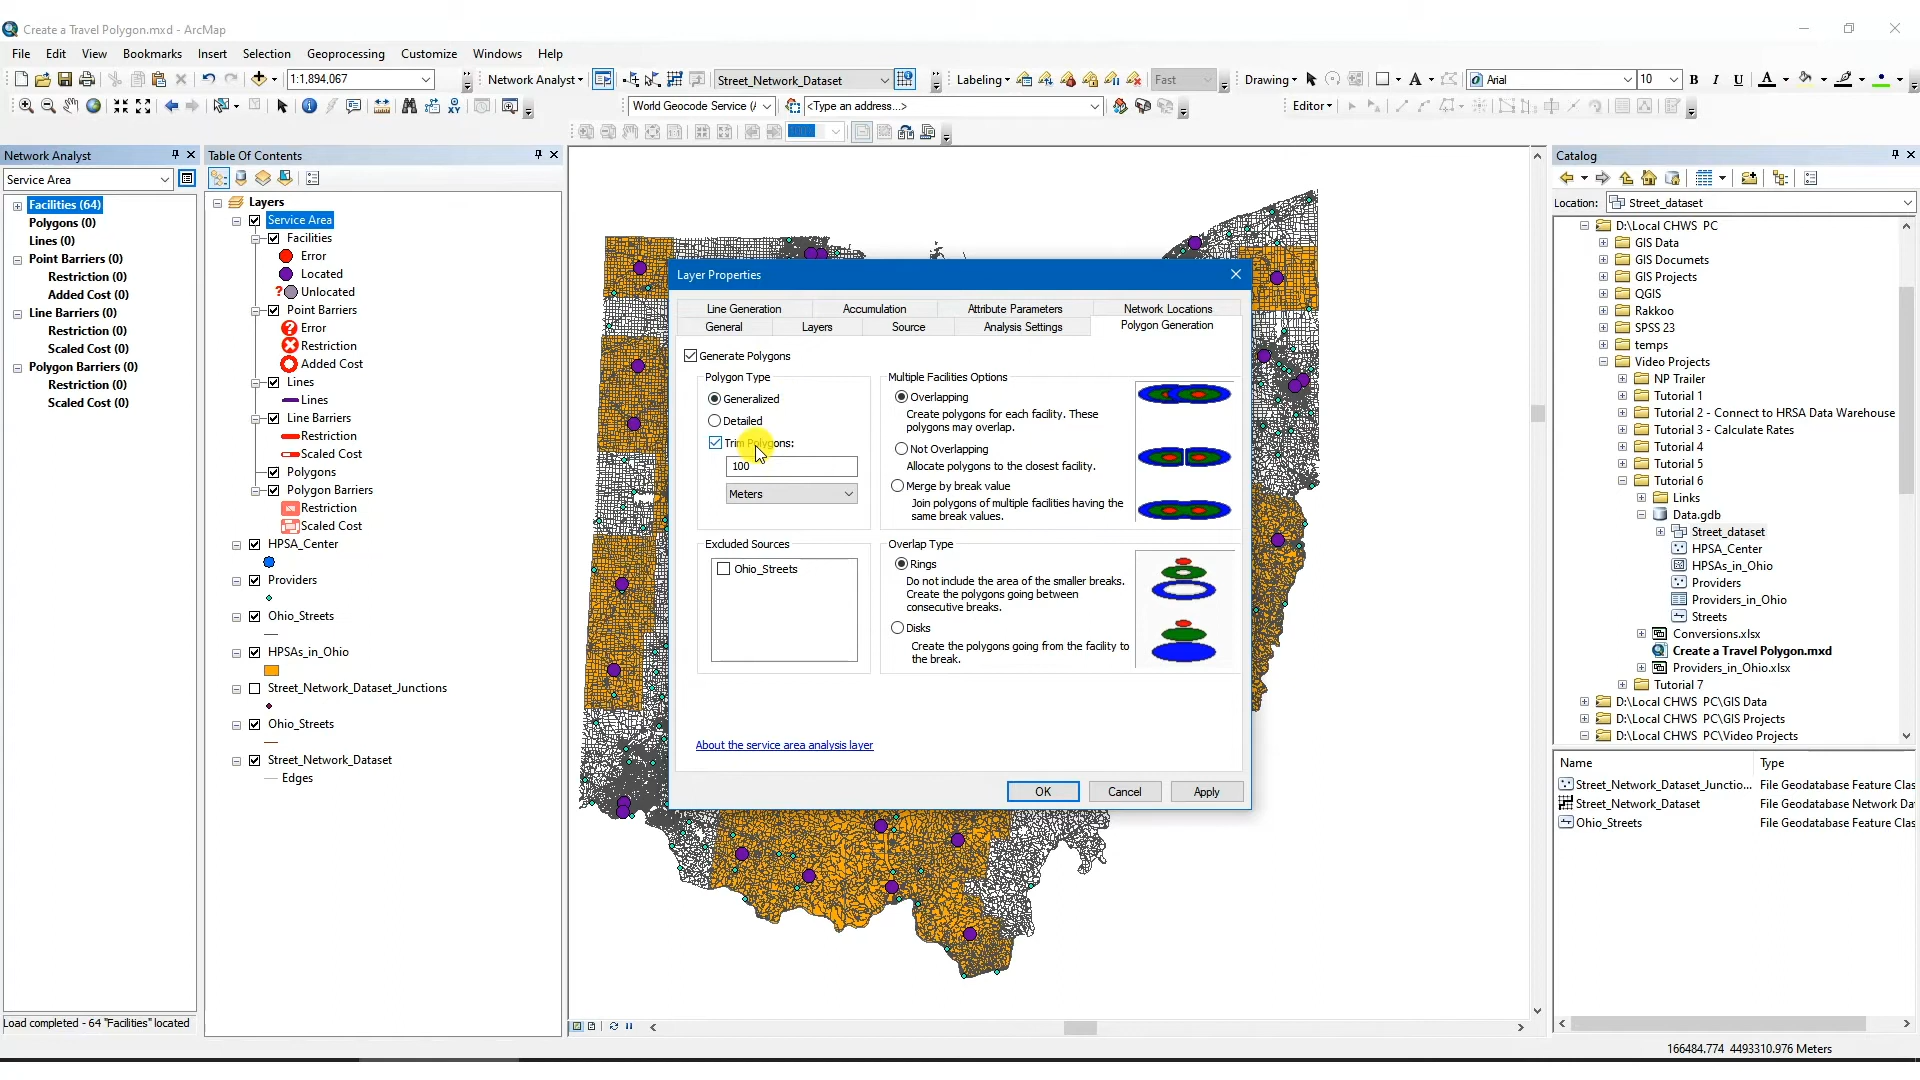 Create a Travel Polygon.mxd - ArcMap
File Edit View Bookmarks Insert Selection Geoprocessing Customize Windows Help
1:1,894,067
Network Analyst
Street_Network_Dataset
Labeling
Fast
Drawing
A
Arial
10
B I U A
World Geocode Service (
<Type an address...>
Editor
Network Analyst
Service Area
Facilities (64)
Polygons (0)
Lines (0)
Point Barriers (0)
Restriction (0)
Added Cost (0)
Line Barriers (0)
Restriction (0)
Scaled Cost (0)
Polygon Barriers (0)
Restriction (0)
Scaled Cost (0)
Load completed - 64 "Facilities" located
Table Of Contents
Layers
Service Area
Facilities
Error
Located
Unlocated
Point Barriers
Error
Restriction
Added Cost
Lines
Lines
Line Barriers
Restriction
Scaled Cost
Polygons
Polygon Barriers
Restriction
Scaled Cost
HPSA_Center
Providers
Ohio_Streets
HPSAs_in_Ohio
Street_Network_Dataset_Junctions
Ohio_Streets
Street_Network_Dataset
Edges
Layer Properties
Line Generation Accumulation Attribute Parameters Network Locations
General Layers Source Analysis Settings Polygon Generation
Generate Polygons
Polygon Type
Generalized
Detailed
Trim Polygons:
100
Meters
Excluded Sources
Ohio_Streets
Multiple Facilities Options
Overlapping
Create polygons for each facility. These
polygons may overlap.
Not Overlapping
Allocate polygons to the closest facility.
Merge by break value
Join polygons of multiple facilities having the
same break values.
Overlap Type
Rings
Do not include the area of the smaller breaks.
Create the polygons going between
consecutive breaks.
Disks
Create the polygons going from the facility to
the break.
About the service area analysis layer
OK Cancel Apply
Catalog
Location: Street_dataset
D:\Local CHWS PC
GIS Data
GIS Documets
GIS Projects
QGIS
Rakkoo
SPSS 23
temps
Video Projects
NP Trailer
Tutorial 1
Tutorial 2 - Connect to HRSA Data Warehouse
Tutorial 3 - Calculate Rates
Tutorial 4
Tutorial 5
Tutorial 6
Links
Data.gdb
Street_dataset
HPSA_Center
HPSAs_in_Ohio
Providers
Providers_in_Ohio
Streets
Conversions.xlsx
Create a Travel Polygon.mxd
Providers_in_Ohio.xlsx
Tutorial 7
D:\Local CHWS PC\GIS Data
D:\Local CHWS PC\GIS Projects
D:\Local CHWS PC\Video Projects
Name Type
Street_Network_Dataset_Junctio... File Geodatabase Feature Clas
Street_Network_Dataset File Geodatabase Network Da
Ohio_Streets File Geodatabase Feature Clas
166484.774 4493310.976 Meters